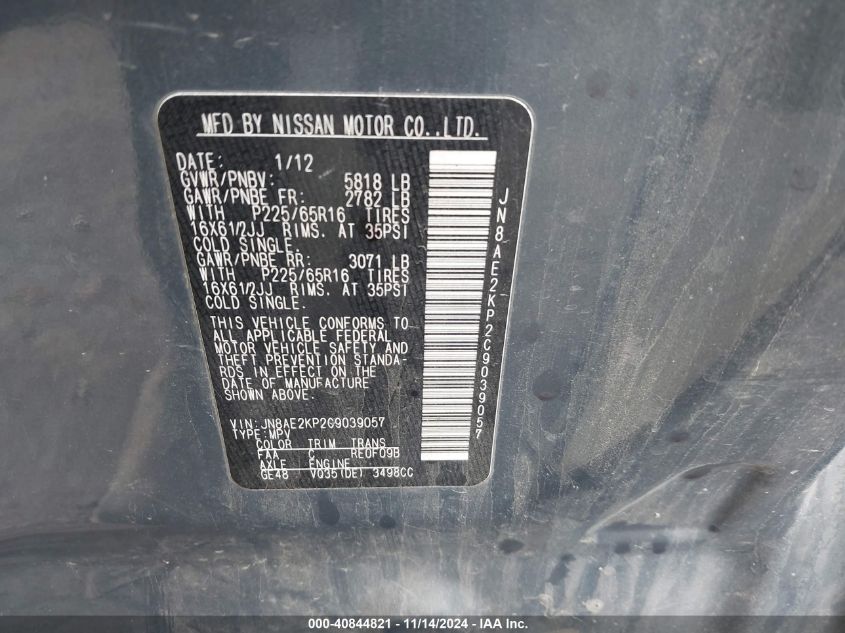 MFD BY NISSAN MOTOR CO.,LTD.
DATE: 1/12
GVWR/PNBV: 5818 LB
GAWR/PNBE FR: 2782 LB
WITH P225/65R16 TIRES
16X61/2JJ RIMS. AT 35PSI
COLD SINGLE.
GAWR/PNBE RR: 3071 LB
WITH P225/65R16 TIRES
16X61/2JJ RIMS. AT 35PSI
COLD SINGLE.
THIS VEHICLE CONFORMS TO
ALL APPLICABLE FEDERAL
MOTOR VEHICLE SAFETY AND
THEFT PREVENTION STANDA-
RDS IN EFFECT ON THE
DATE OF MANUFACTURE
SHOWN ABOVE.
VIN: JN8AE2KP2C9039057
TYPE: MPV
COLOR TRIM TRANS
FAA C RE0F09B
AXLE ENGINE
GE48 VQ35(DE) 3498CC
JN8AE2KP2C9039057
000-40844821 - 11/14/2024 - IAA Inc.